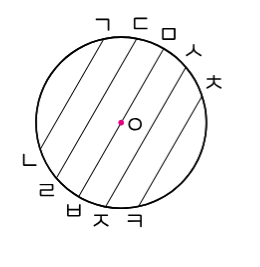 ㄱ ㄷ ㅁ
ㅅ
ㅊ
ㅇ
ㄴ
ㄹ
ㅂ ㅈ ㅋ